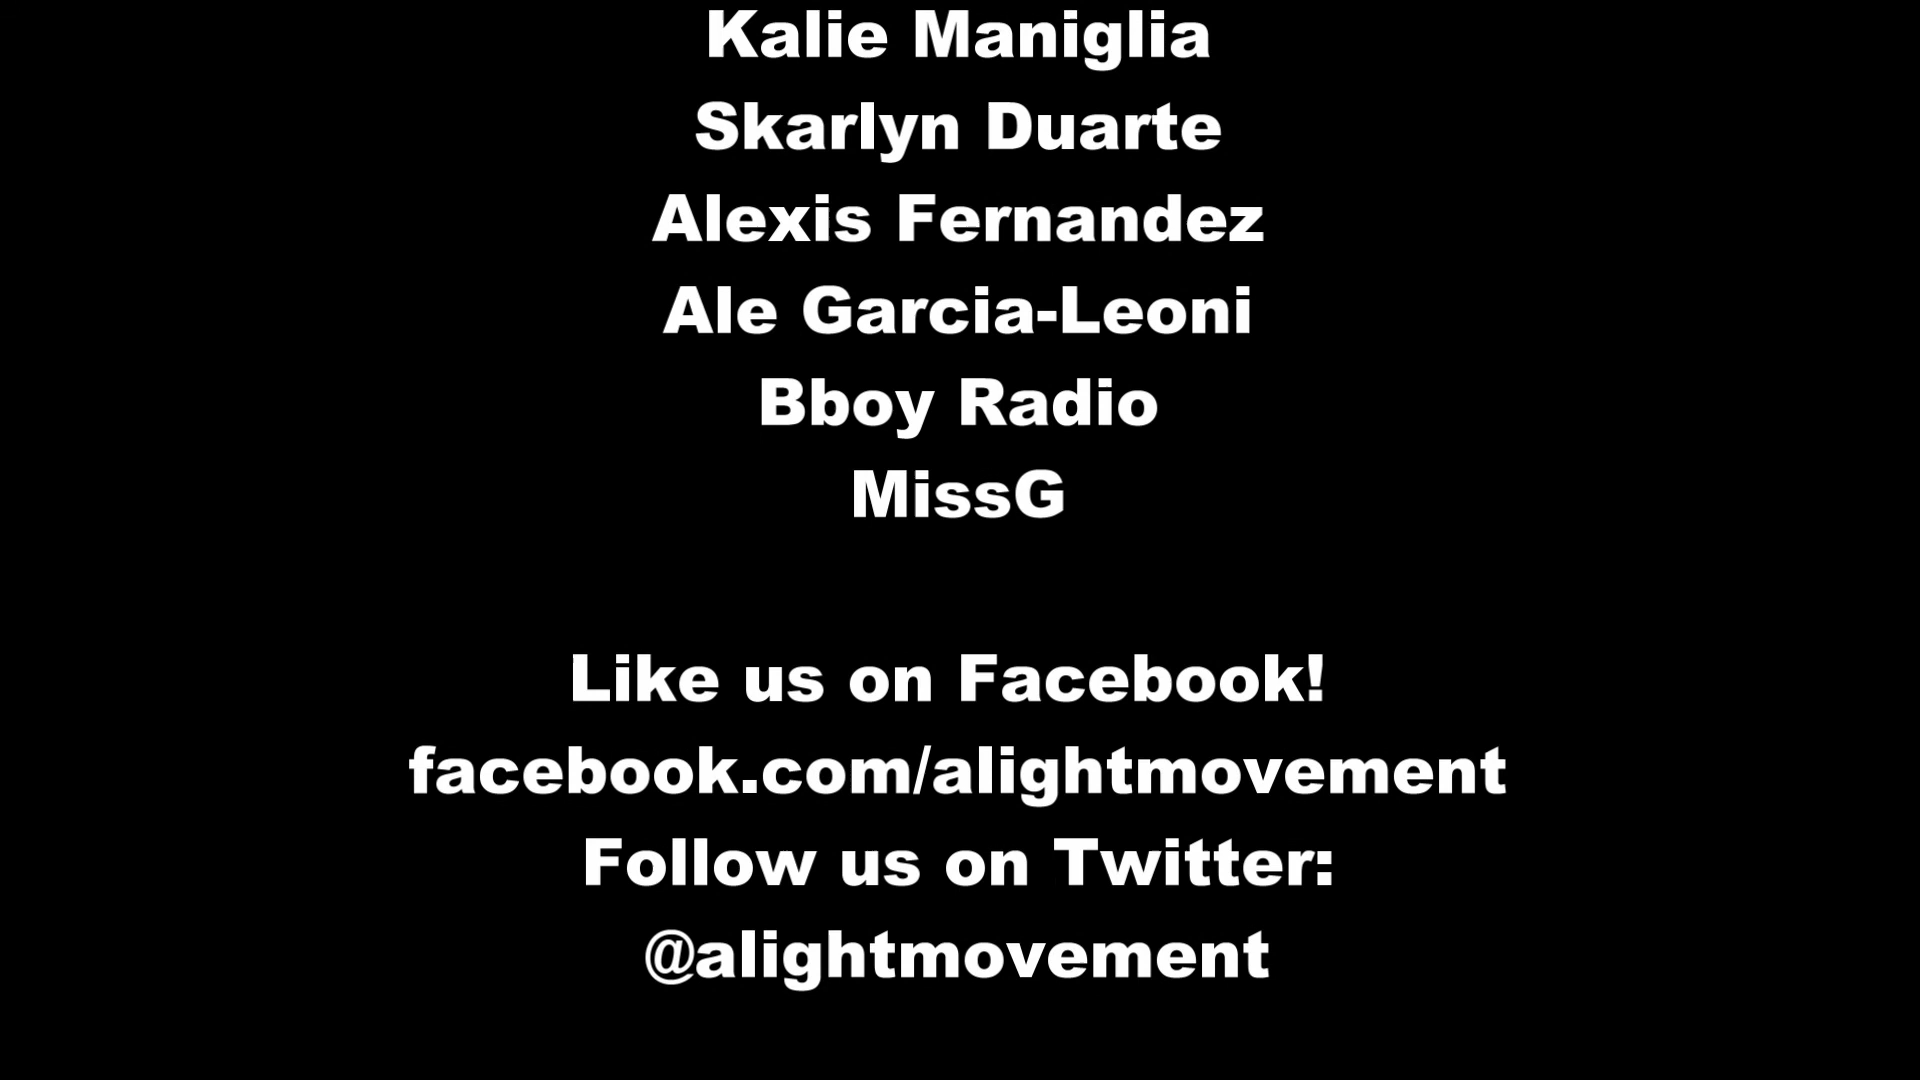 Kalie Maniglia
Skarlyn Duarte
Alexis Fernandez
Ale Garcia-Leoni
Bboy Radio
MissG
Like us on Facebook!
facebook.com/alightmovement
Follow us on Twitter:
@alightmovement